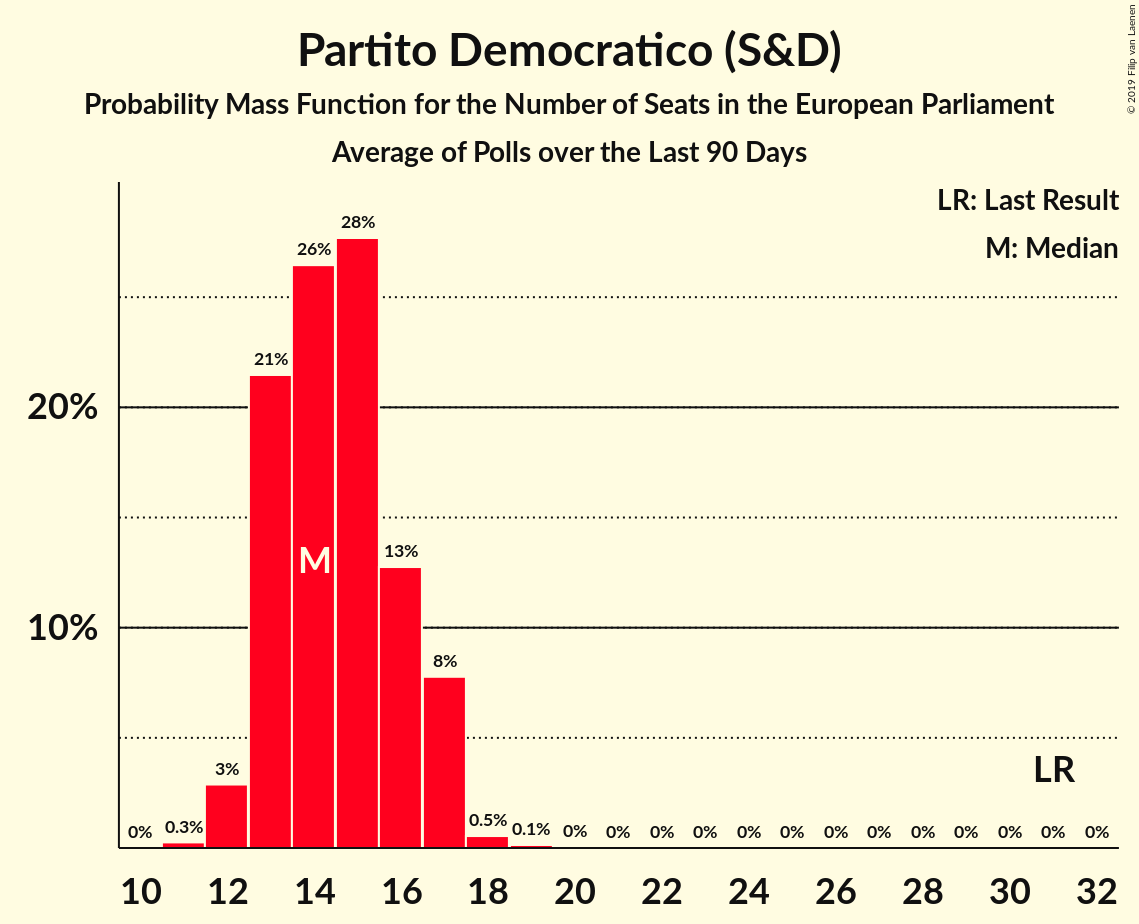 Partito Democratico (S&D)
Probability Mass Function for the Number of Seats in the European Parliament
Average of Polls over the Last 90 Days
© 2019 Filip van Laenen
LR: Last Result
M: Median
20%
10%
0% 0.3% 3% 21% 26% 28% 13% 8% 0.5% 0.1% 0% 0% 0% 0% 0% 0% 0% 0% 0% 0% 0% 0% 0%
M
LR
10 12 14 16 18 20 22 24 26 28 30 32